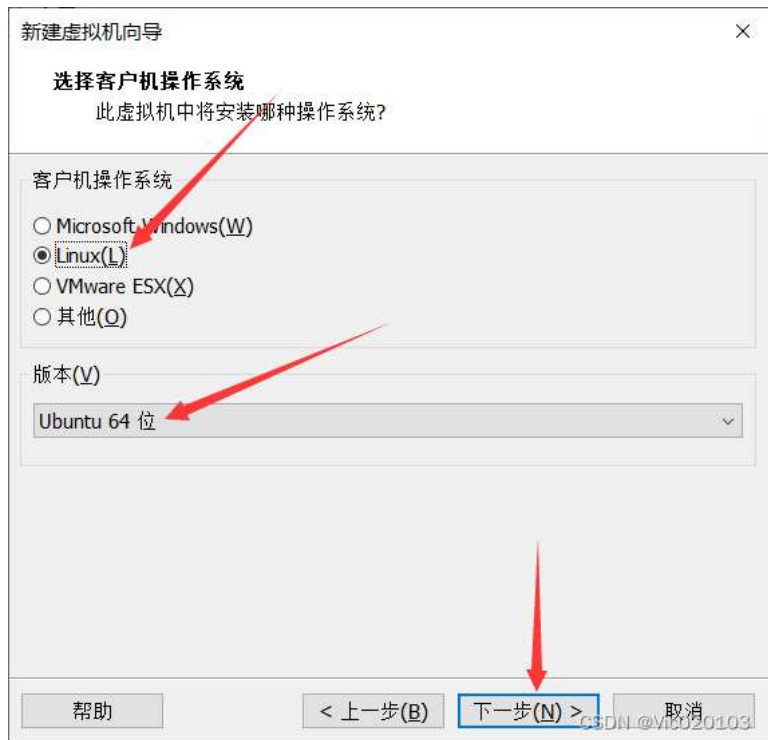 新建虚拟机向导
选择客户机操作系统
此虚拟机中将安装哪种操作系统?
客户机操作系统
Microsoft Windows(W)
Linux(L)
VMware ESX(X)
其他(O)
版本(V)
Ubuntu 64 位
帮助
< 上一步(B)
下一步(N) >
取消
CSDN @Vico20103